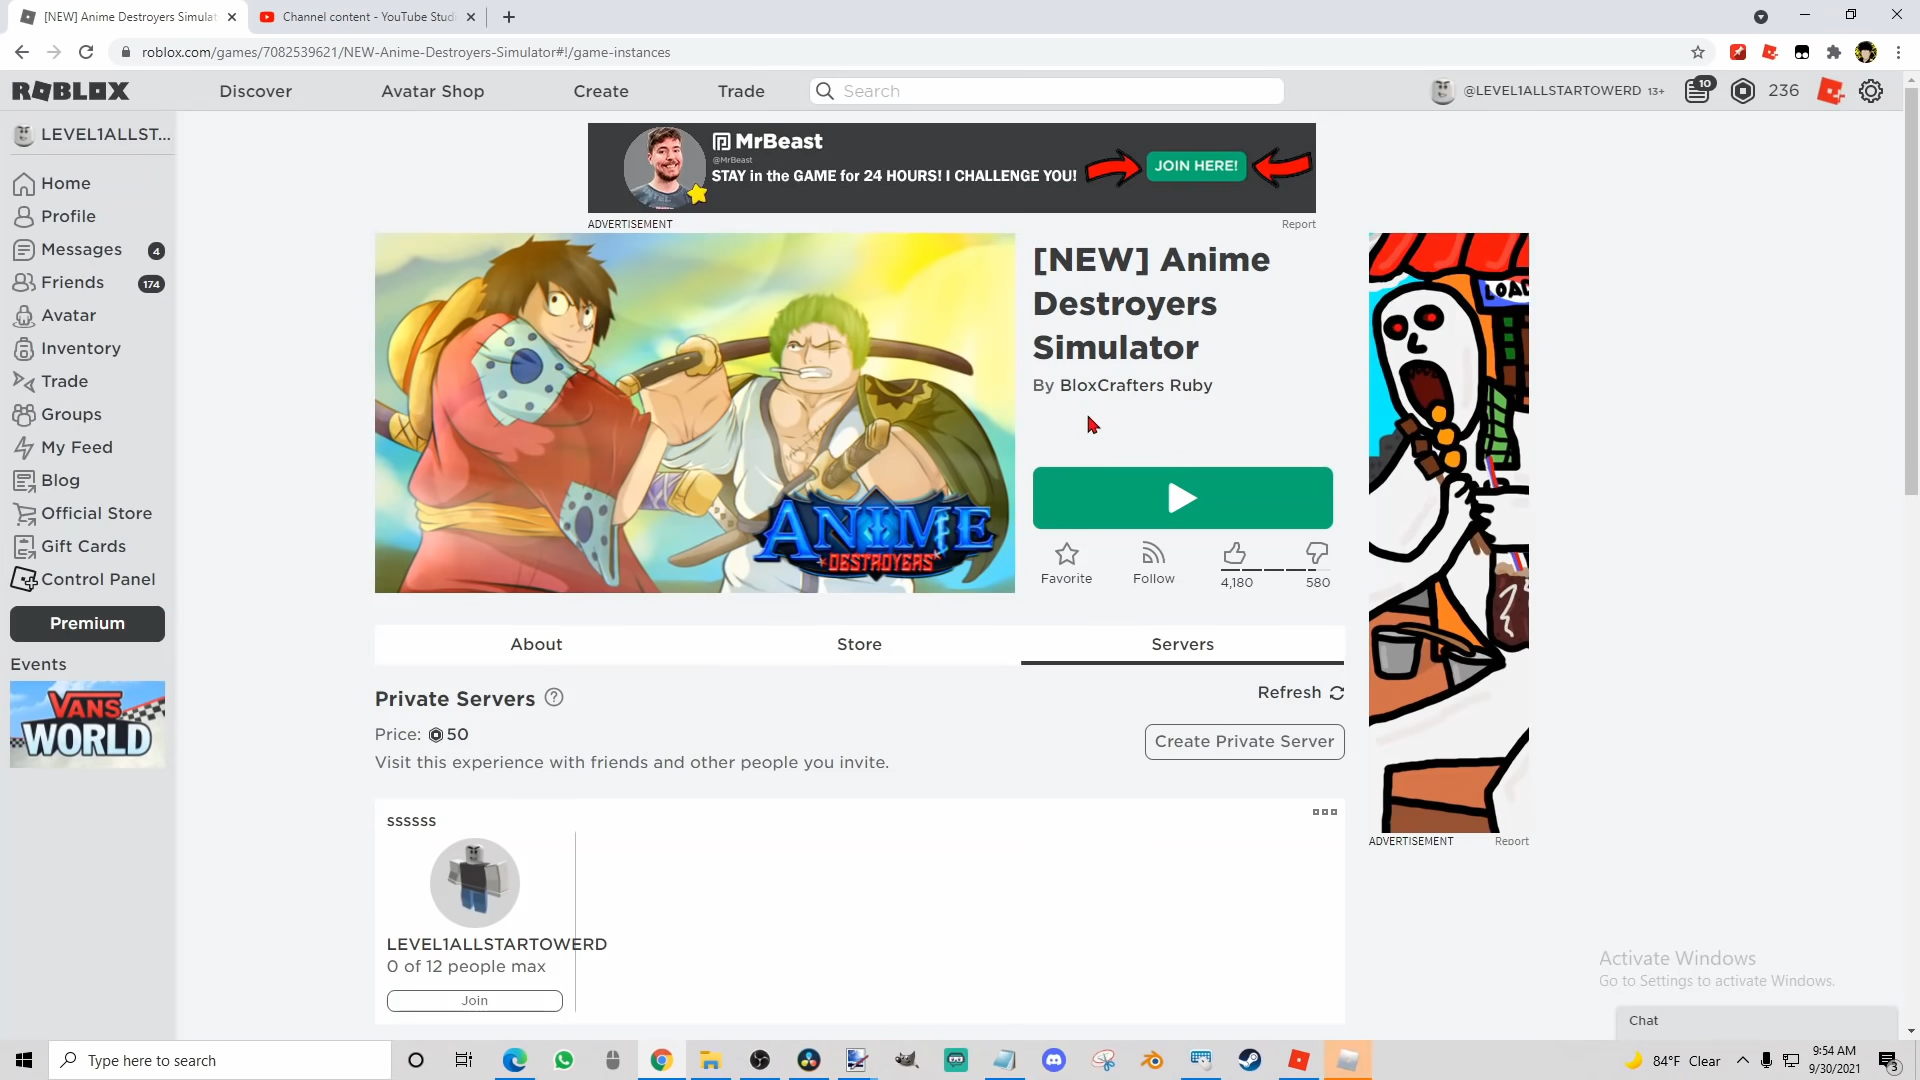 [NEW] Anime Destroyers Simulat
Channel content - YouTube Studi
roblox.com/games/7082539621/NEW-Anime-Destroyers-Simulator#!/game-instances
ROBLOX
Discover
Avatar Shop
Create
Trade
Search
@LEVEL1ALLSTARTOWERD 13+
10
236
LEVEL1ALLST...
Home
Profile
Messages 4
Friends 174
Avatar
Inventory
Trade
Groups
My Feed
Blog
Official Store
Gift Cards
Control Panel
Premium
Events
VANS
WORLD
MrBeast
@MrBeast
STAY in the GAME for 24 HOURS! I CHALLENGE YOU!
JOIN HERE!
ADVERTISEMENT
Report
ANIME
DESTROYERS
[NEW] Anime
Destroyers
Simulator
By BloxCrafters Ruby
Favorite
Follow
4,180
580
About
Store
Servers
Private Servers
Refresh
Price: 50
Create Private Server
Visit this experience with friends and other people you invite.
ssssss
LEVEL1ALLSTARTOWERD
0 of 12 people max
Join
ADVERTISEMENT
Report
Activate Windows
Go to Settings to activate Windows.
Chat
Type here to search
84°F Clear
9:54 AM
9/30/2021
3